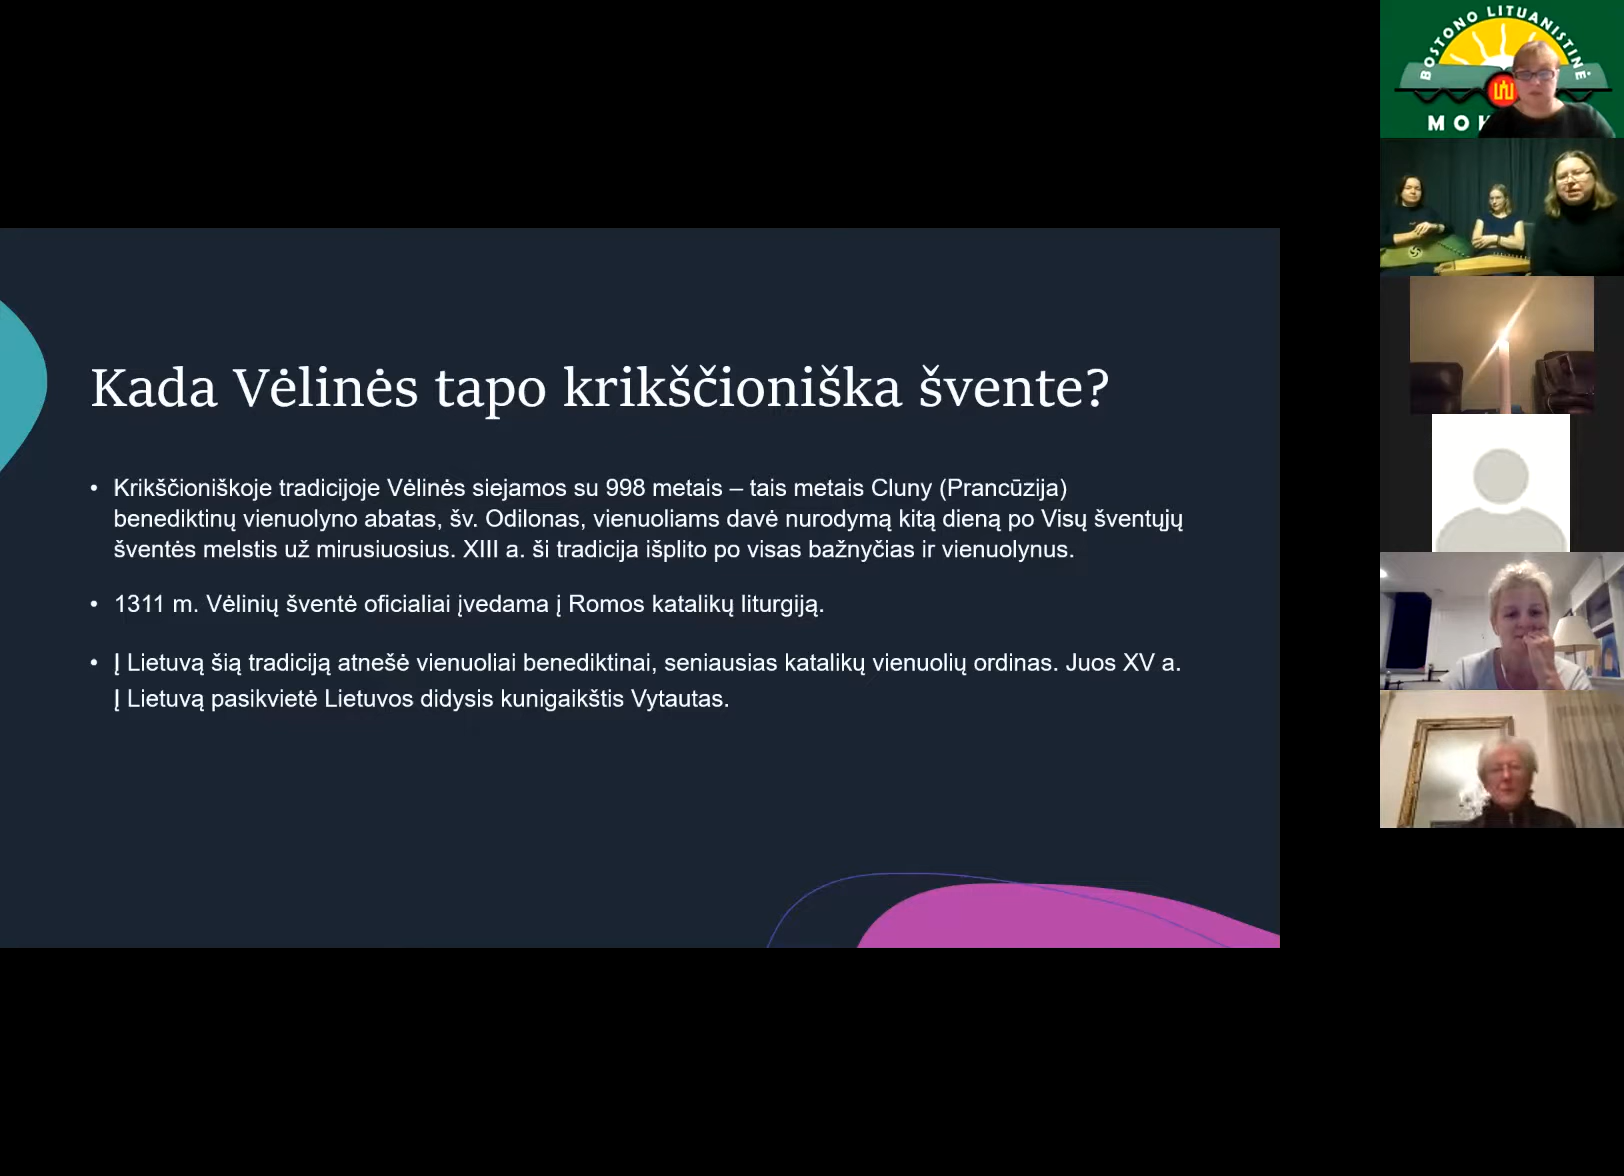 Kada Vėlinės tapo krikščioniška švente?
• Krikščioniškoje tradicijoje Vėlinės siejamos su 998 metais – tais metais Cluny (Prancūzija)
benediktinų vienuolyno abatas, šv. Odilonas, vienuoliams davė nurodymą kitą dieną po Visų šventųjų
šventės melstis už mirusiuosius. XIII a. ši tradicija išplito po visas bažnyčias ir vienuolynus.
• 1311 m. Vėlinių šventė oficialiai įvedama į Romos katalikų liturgiją.
• Į Lietuvą šią tradiciją atnešė vienuoliai benediktinai, seniausias katalikų vienuolių ordinas. Juos XV a.
Į Lietuvą pasikvietė Lietuvos didysis kunigaikštis Vytautas.
BOSTONO LITUANISTINĖ